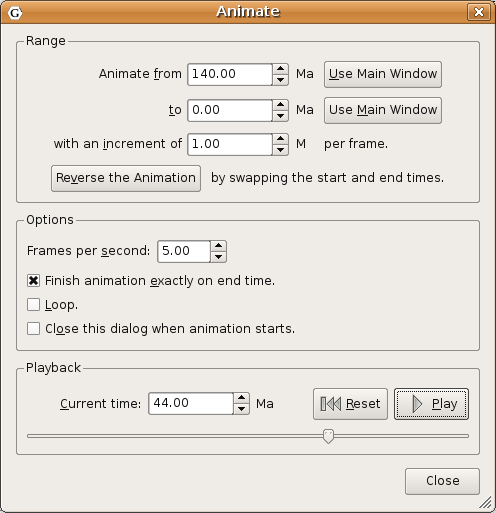 Animate
Range
Animate from 140.00 Ma Use Main Window
to 0.00 Ma Use Main Window
with an increment of 1.00 M per frame.
Reverse the Animation by swapping the start and end times.
Options
Frames per second: 5.00
Finish animation exactly on end time.
Loop.
Close this dialog when animation starts.
Playback
Current time: 44.00 Ma Reset Play
Close